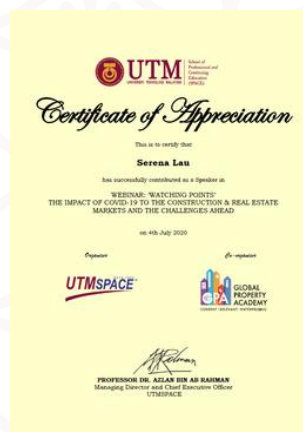 UTM
UNIVERSITI TEKNOLOGI MALAYSIA
School of
Professional and
Continuing
Education
(SPACE)
Certificate of Appreciation
This is to certify that
Serena Lau
has successfully contributed as a Speaker in
WEBINAR: 'WATCHING POINTS'
THE IMPACT OF COVID-19 TO THE CONSTRUCTION & REAL ESTATE
MARKETS AND THE CHALLENGES AHEAD
on 4th July 2020
Organiser
Co-organiser
UTMSPACE
GPA
GLOBAL
PROPERTY
ACADEMY
PROFESSOR DR. AZLAN BIN AB RAHMAN
Managing Director and Chief Executive Officer
UTMSPACE